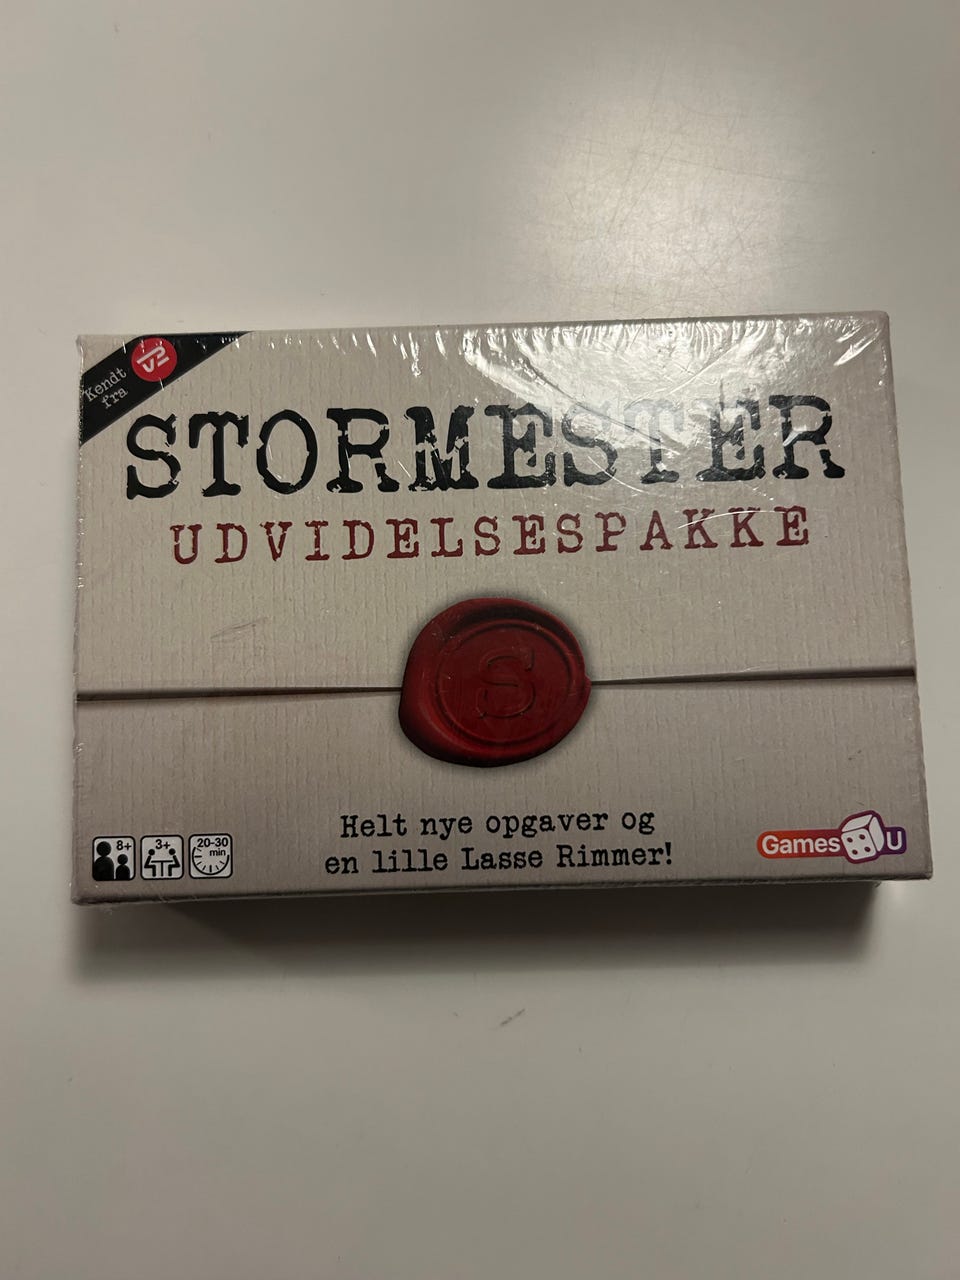 Kendt
fra
TV2
STORMESTER
UDVIDELSESPAKKE
S
Helt nye opgaver og
en lille Lasse Rimmer!
8+
3+
20-30
min
Games U